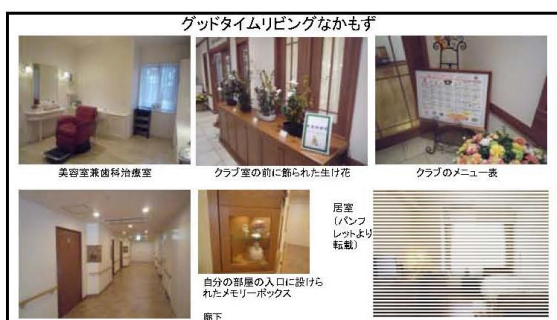 グッドタイムリビングなかもず
美容室兼歯科治療室
クラブ室の前に飾られた生け花
クラブのメニュー表
居室
(パンフ
レットより
転載)
自分の部屋の入口に設けら
れたメモリーボックス
廊下